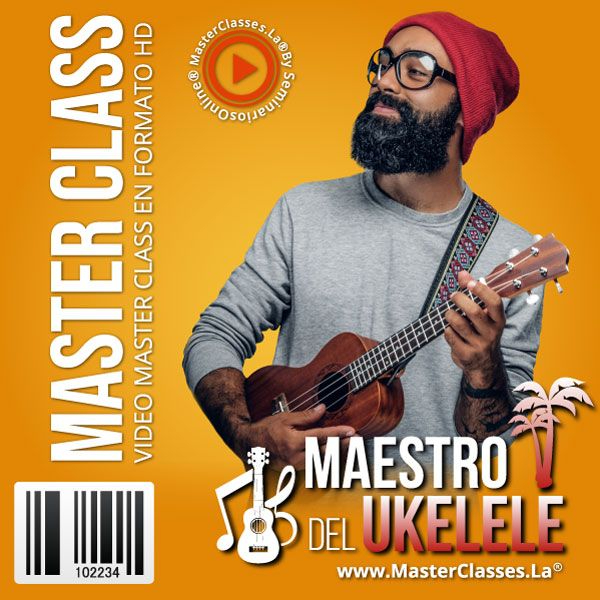 MASTER CLASS
VIDEO MASTER CLASS EN FORMATO HD
MasterClasses.La® By SeminariosOnline®
102234
MAESTRO
DEL UKELELE
www.MasterClasses.La®